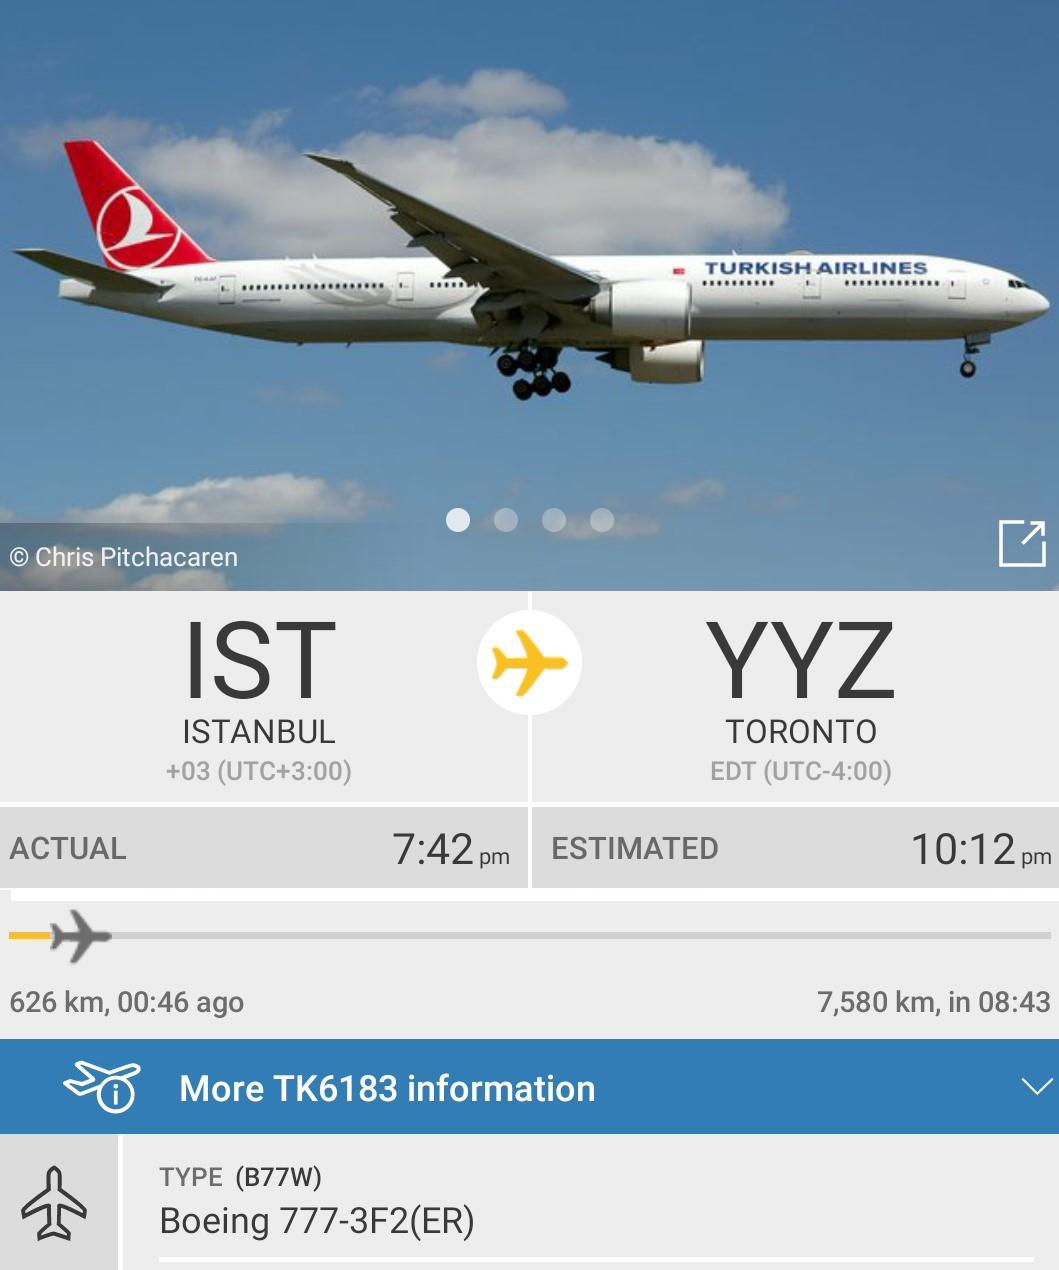 TURKISH AIRLINES
© Chris Pitchacaren
IST
YYZ
ISTANBUL
TORONTO
+03 (UTC+3:00)
EDT (UTC-4:00)
ACTUAL 7:42 pm
ESTIMATED 10:12 pm
626 km, 00:46 ago
7,580 km, in 08:43
More TK6183 information
TYPE (B77W)
Boeing 777-3F2(ER)